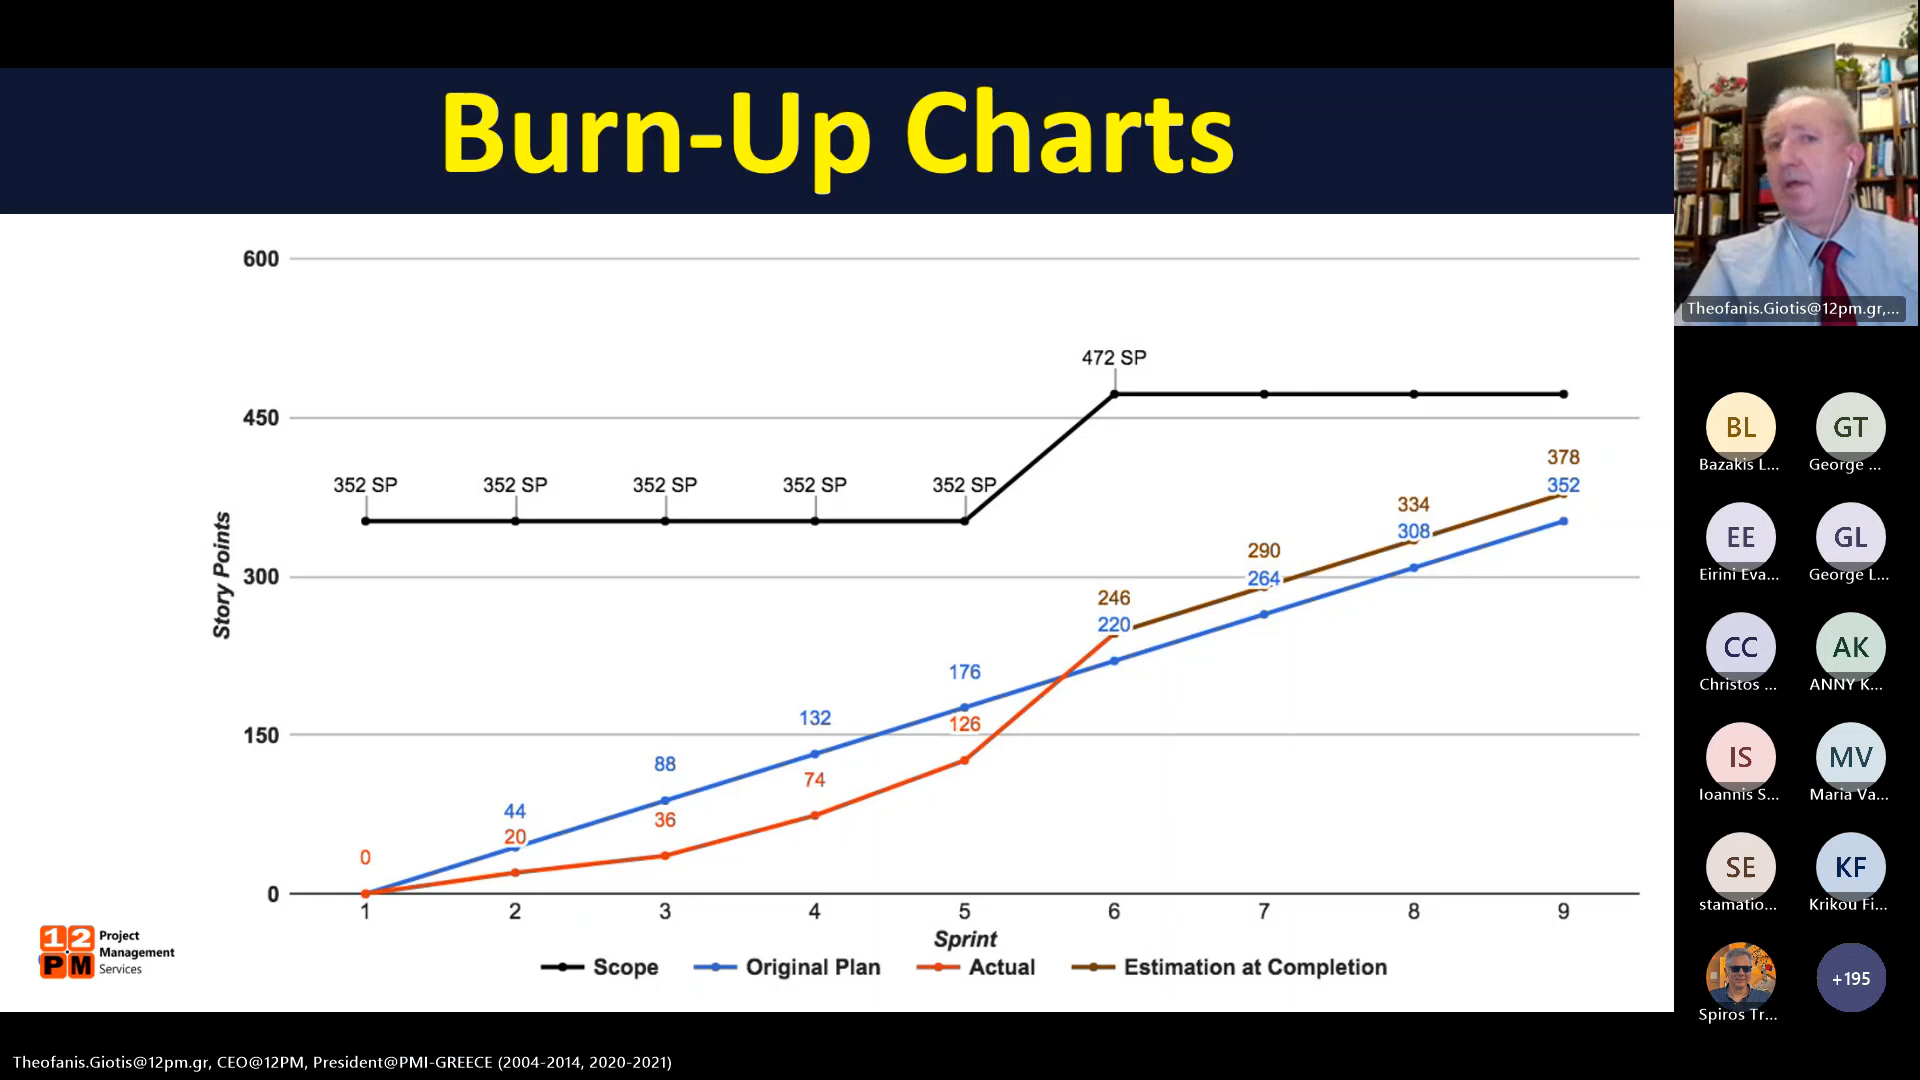 Burn-Up Charts
600
450
300
150
0
Story Points
352 SP
352 SP
352 SP
352 SP
352 SP
472 SP
0
44
20
88
36
132
74
176
126
246
220
290
264
334
308
378
352
1 2 3 4 5 6 7 8 9
Sprint
Scope Original Plan Actual Estimation at Completion
12 Project
PM Management
Services
Theofanis.Giotis@12pm.gr,...
BL GT
Bazakis L... George ...
EE GL
Eirini Eva... George L...
CC AK
Christos ... ANNY K...
IS MV
Ioannis S... Maria Va...
SE KF
stamatio... Krikou Fi...
+195
Spiros Tr...
Theofanis.Giotis@12pm.gr, CEO@12PM, President@PMI-GREECE (2004-2014, 2020-2021)